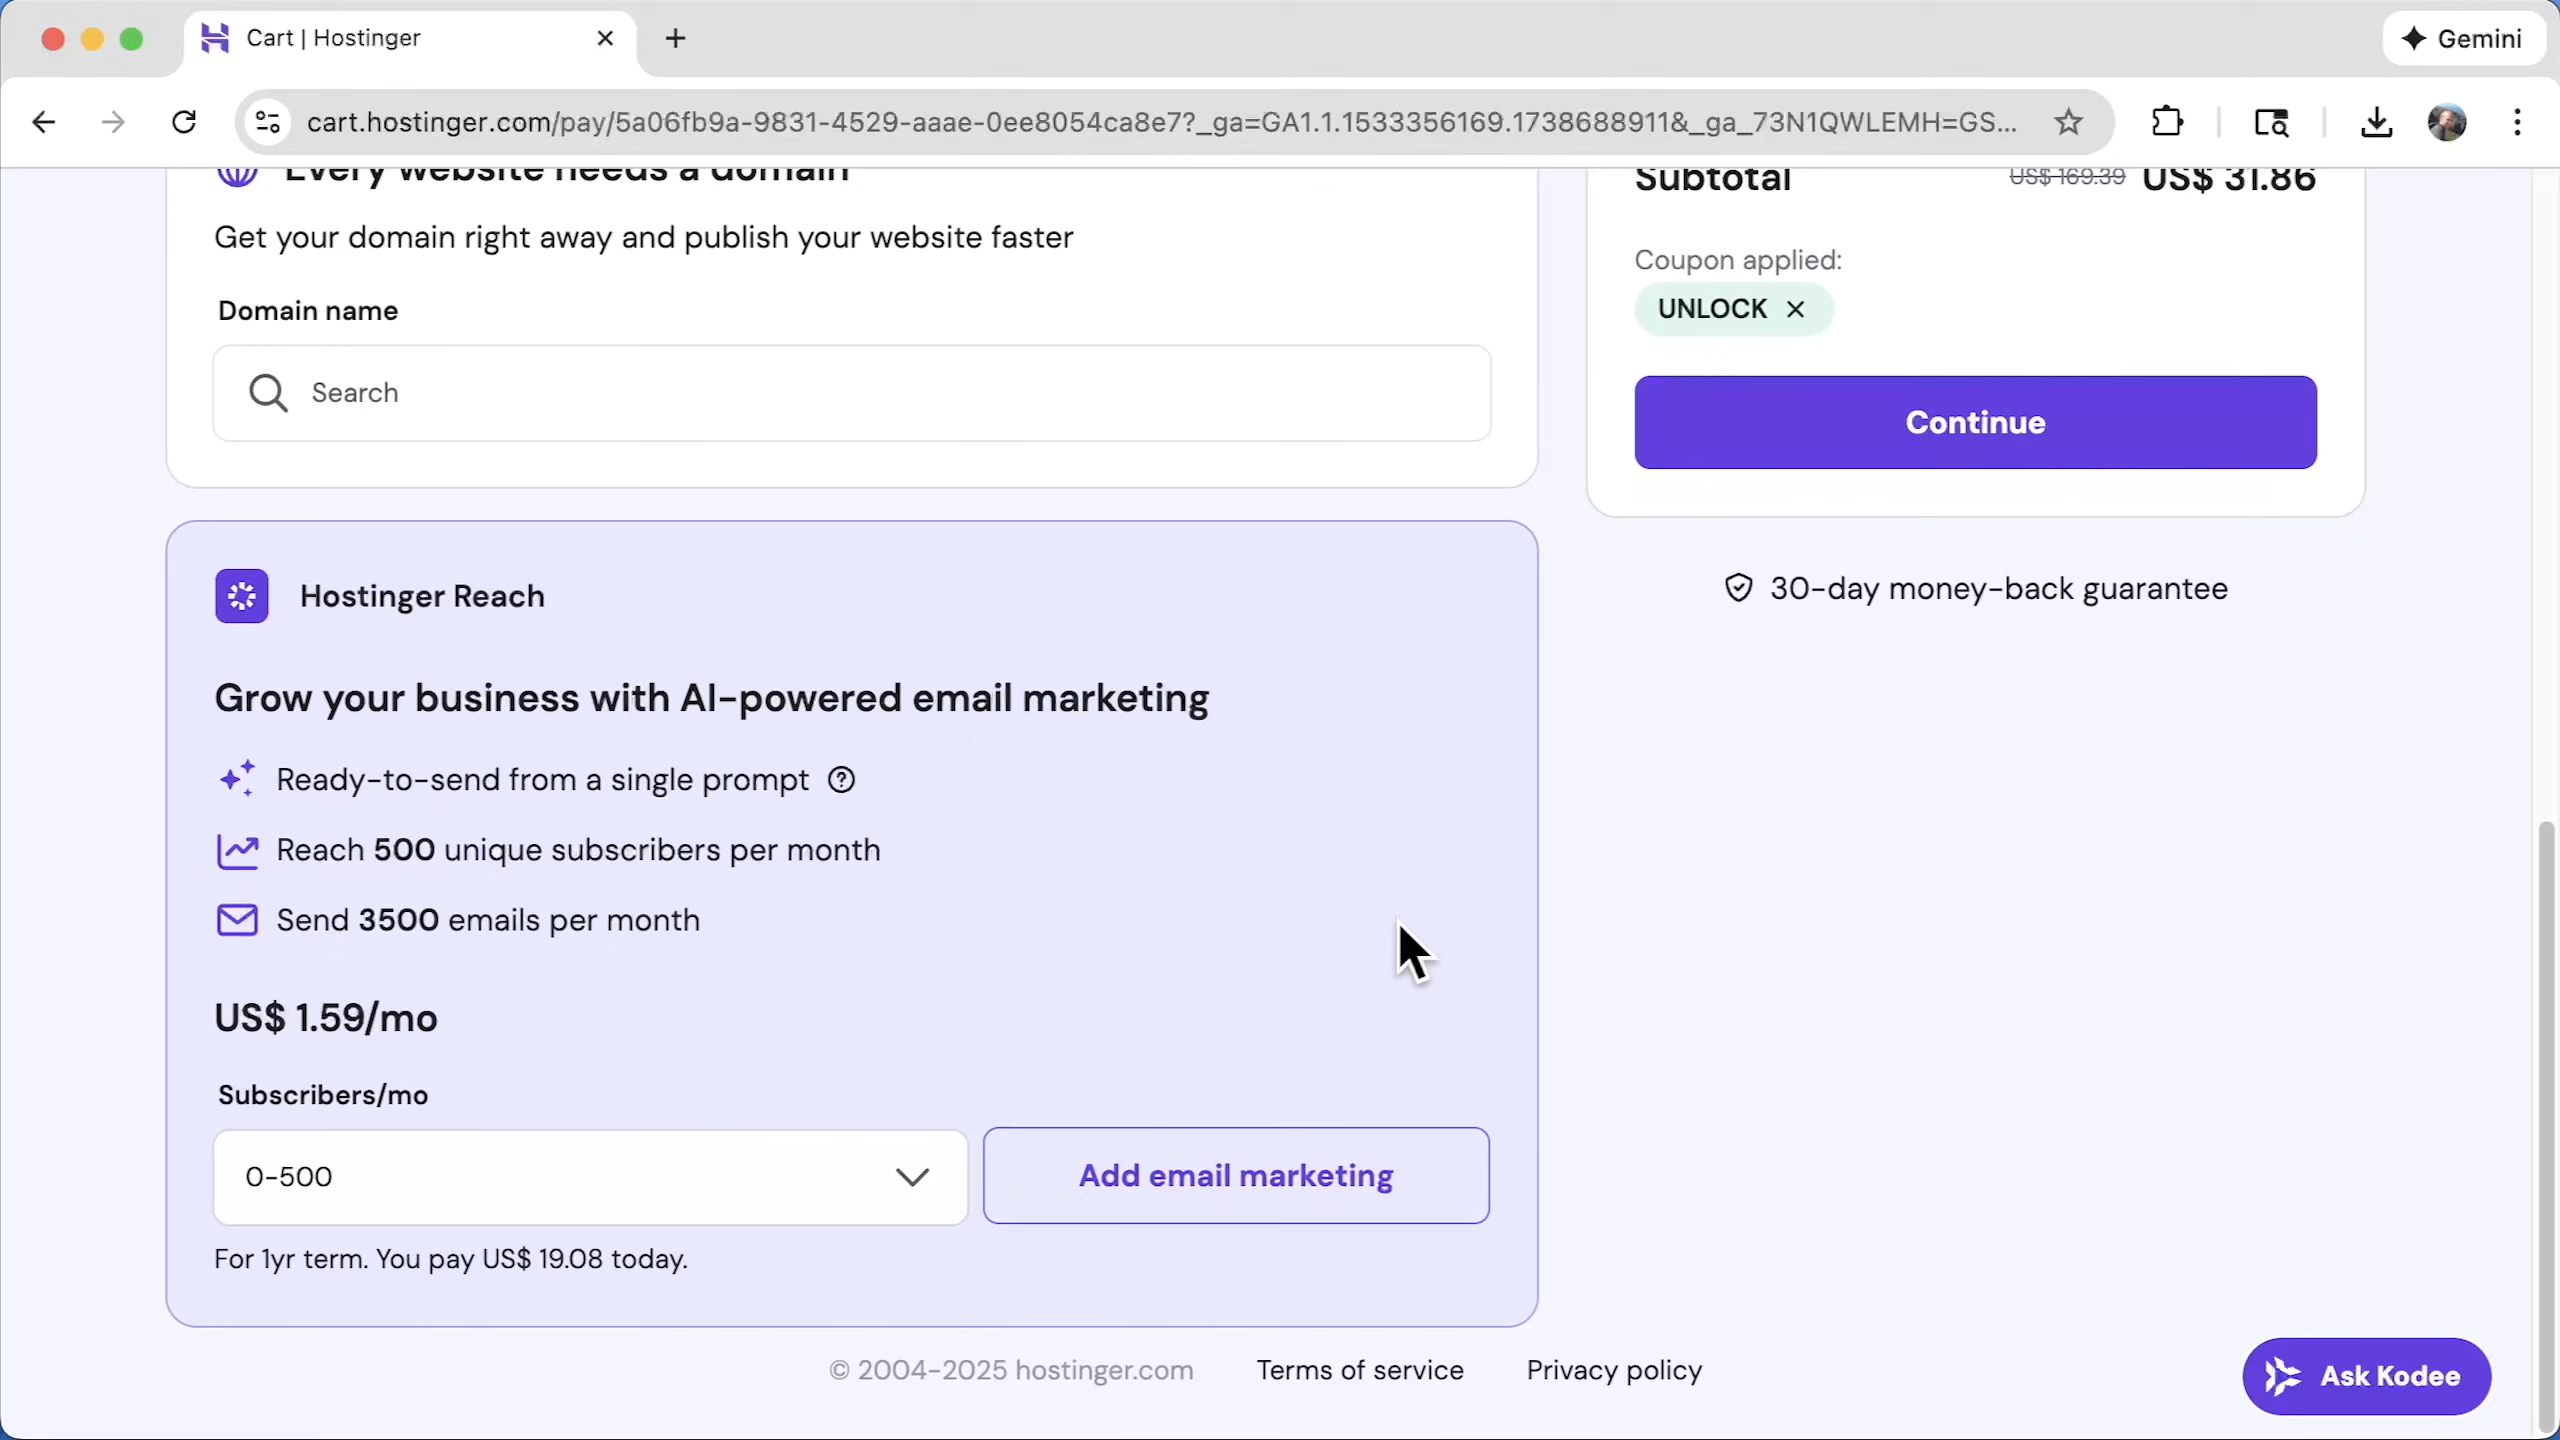 Cart | Hostinger
Gemini
cart.hostinger.com/pay/5a06fb9a-9831-4529-aaae-0ee8054ca8e7?_ga=GA1.1.1533356169.1738688911&_ga_73N1QWLEMH=GS...
Every website needs a domain
Get your domain right away and publish your website faster
Domain name
Search
Subtotal US$ 169.39 US$ 31.86
Coupon applied:
UNLOCK
Continue
30-day money-back guarantee
Hostinger Reach
Grow your business with AI-powered email marketing
Ready-to-send from a single prompt
Reach 500 unique subscribers per month
Send 3500 emails per month
US$ 1.59/mo
Subscribers/mo
0-500
Add email marketing
For 1yr term. You pay US$ 19.08 today.
© 2004-2025 hostinger.com Terms of service Privacy policy
Ask Kodee